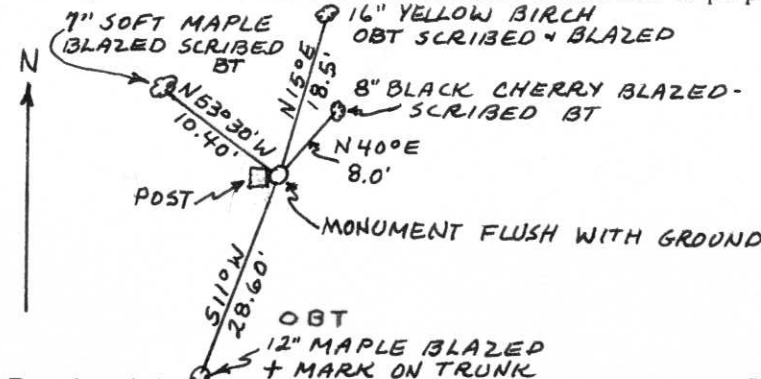 7" SOFT MAPLE
BLAZED SCRIBED
BT
16" YELLOW BIRCH
OBT SCRIBED & BLAZED
8" BLACK CHERRY BLAZED-
SCRIBED BT
N
N15°E
18.5'
N 63°30' W
10.40'
N 40°E
8.0'
POST
MONUMENT FLUSH WITH GROUND
S11°W
28.60'
OBT
12" MAPLE BLAZED
+ MARK ON TRUNK